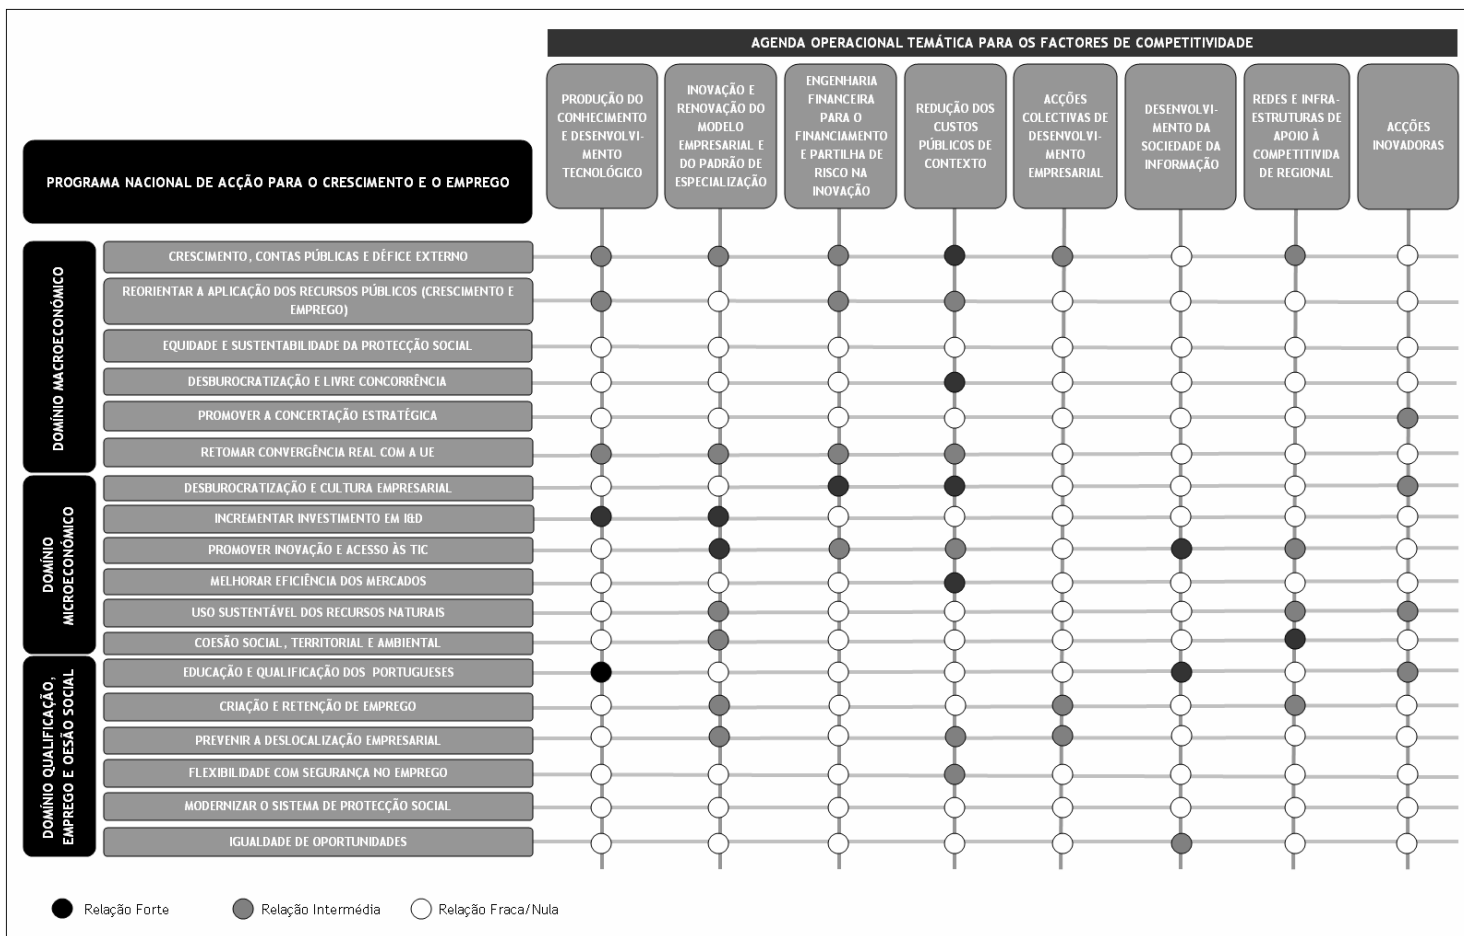 AGENDA OPERACIONAL TEMÁTICA PARA OS FACTORES DE COMPETITIVIDADE
PRODUÇÃO DO
CONHECIMENTO
E DESENVOLVI-
MENTO
TECNOLÓGICO
INOVAÇÃO E
RENOVAÇÃO DO
MODELO
EMPRESARIAL E
DO PADRÃO DE
ESPECIALIZAÇÃO
ENGENHARIA
FINANCEIRA
PARA O
FINANCIAMENTO
E PARTILHA DE
RISCO NA
INOVAÇÃO
REDUÇÃO DOS
CUSTOS
PÚBLICOS DE
CONTEXTO
ACÇÕES
COLECTIVAS DE
DESENVOLVI-
MENTO
EMPRESARIAL
DESENVOLVI-
MENTO DA
SOCIEDADE DA
INFORMAÇÃO
REDES E INFRA-
ESTRUTURAS DE
APOIO À
COMPETITIVIDA
DE REGIONAL
ACÇÕES
INOVADORAS
PROGRAMA NACIONAL DE ACÇÃO PARA O CRESCIMENTO E O EMPREGO
DOMÍNIO MACROECONÓMICO
CRESCIMENTO, CONTAS PÚBLICAS E DÉFICE EXTERNO
REORIENTAR A APLICAÇÃO DOS RECURSOS PÚBLICOS (CRESCIMENTO E
EMPREGO)
EQUIDADE E SUSTENTABILIDADE DA PROTECÇÃO SOCIAL
DESBUROCRATIZAÇÃO E LIVRE CONCORRÊNCIA
PROMOVER A CONCERTAÇÃO ESTRATÉGICA
RETOMAR CONVERGÊNCIA REAL COM A UE
DOMÍNIO
MICROECONÓMICO
DESBUROCRATIZAÇÃO E CULTURA EMPRESARIAL
INCREMENTAR INVESTIMENTO EM I&D
PROMOVER INOVAÇÃO E ACESSO ÀS TIC
MELHORAR EFICIÊNCIA DOS MERCADOS
USO SUSTENTÁVEL DOS RECURSOS NATURAIS
COESÃO SOCIAL, TERRITORIAL E AMBIENTAL
DOMÍNIO QUALIFICAÇÃO,
EMPREGO E OESÃO SOCIAL
EDUCAÇÃO E QUALIFICAÇÃO DOS PORTUGUESES
CRIAÇÃO E RETENÇÃO DE EMPREGO
PREVENIR A DESLOCALIZAÇÃO EMPRESARIAL
FLEXIBILIDADE COM SEGURANÇA NO EMPREGO
MODERNIZAR O SISTEMA DE PROTECÇÃO SOCIAL
IGUALDADE DE OPORTUNIDADES
Relação Forte
Relação Intermédia
Relação Fraca/Nula